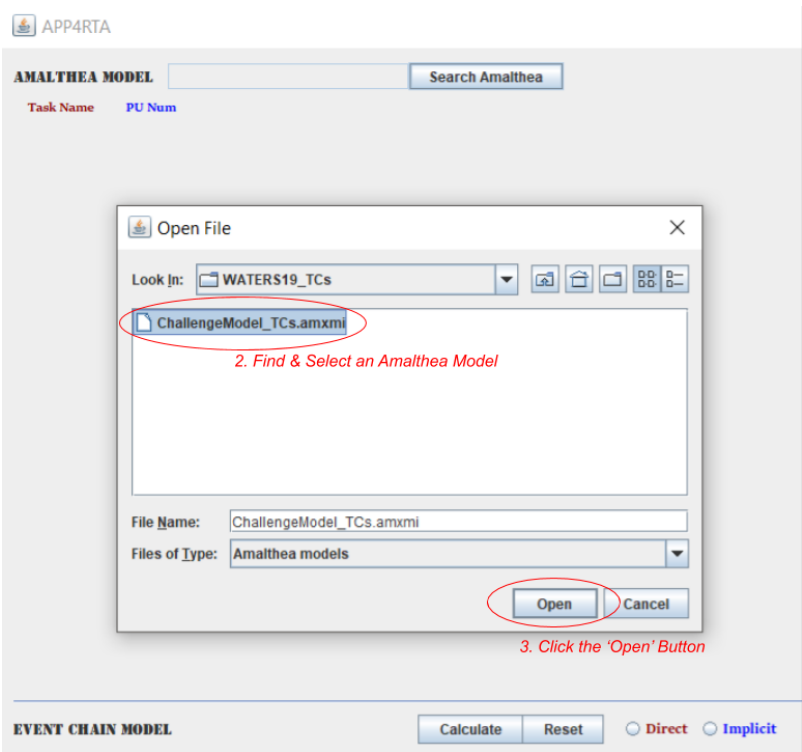 APP4RTA
AMALTHEA MODEL Search Amalthea
Task Name PU Num
Open File
Look In: WATERS19_TCs
ChallengeModel_TCs.amxmi
2. Find & Select an Amalthea Model
File Name: ChallengeModel_TCs.amxmi
Files of Type: Amalthea models
Open Cancel
3. Click the ‘Open’ Button
EVENT CHAIN MODEL Calculate Reset Direct Implicit